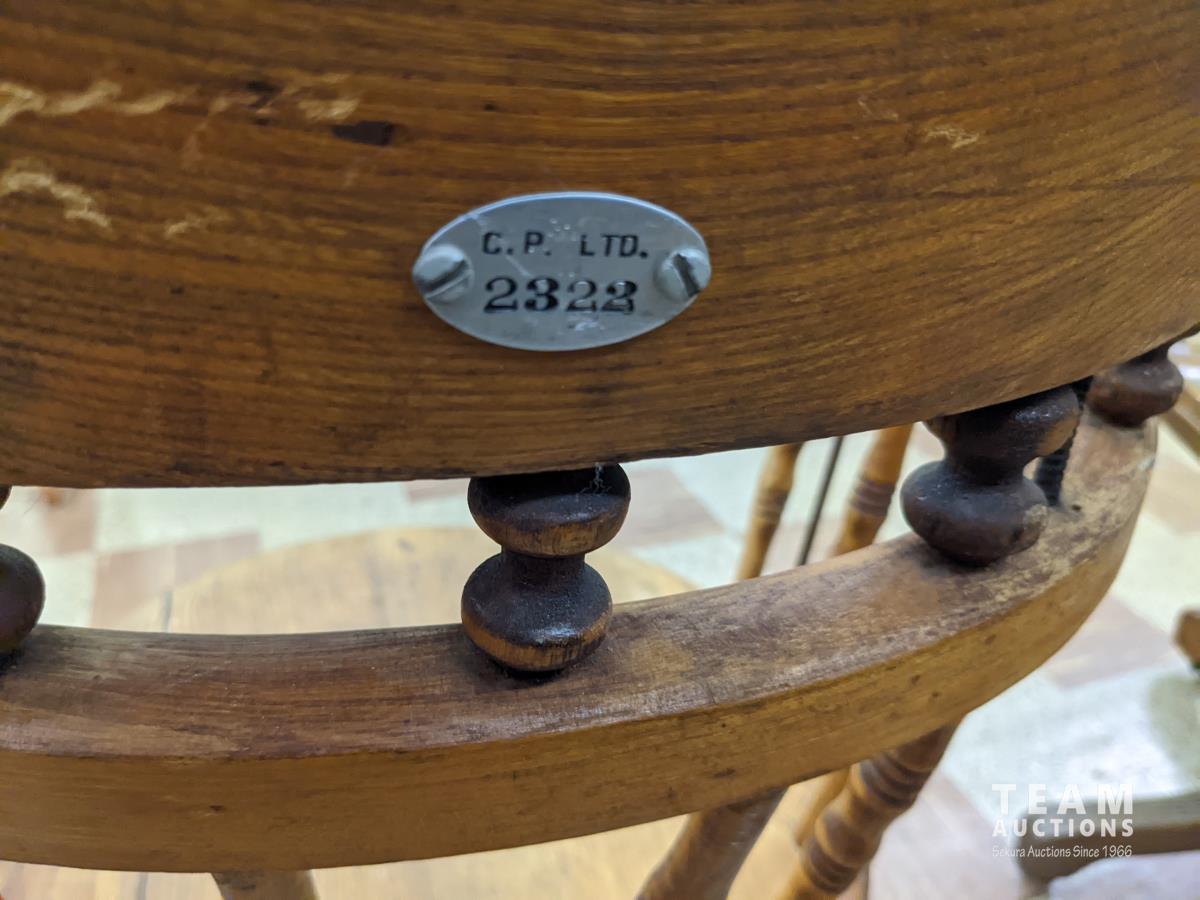 C.P. LTD.
2322
TEAM
AUCTIONS
Sekura Auctions Since 1966